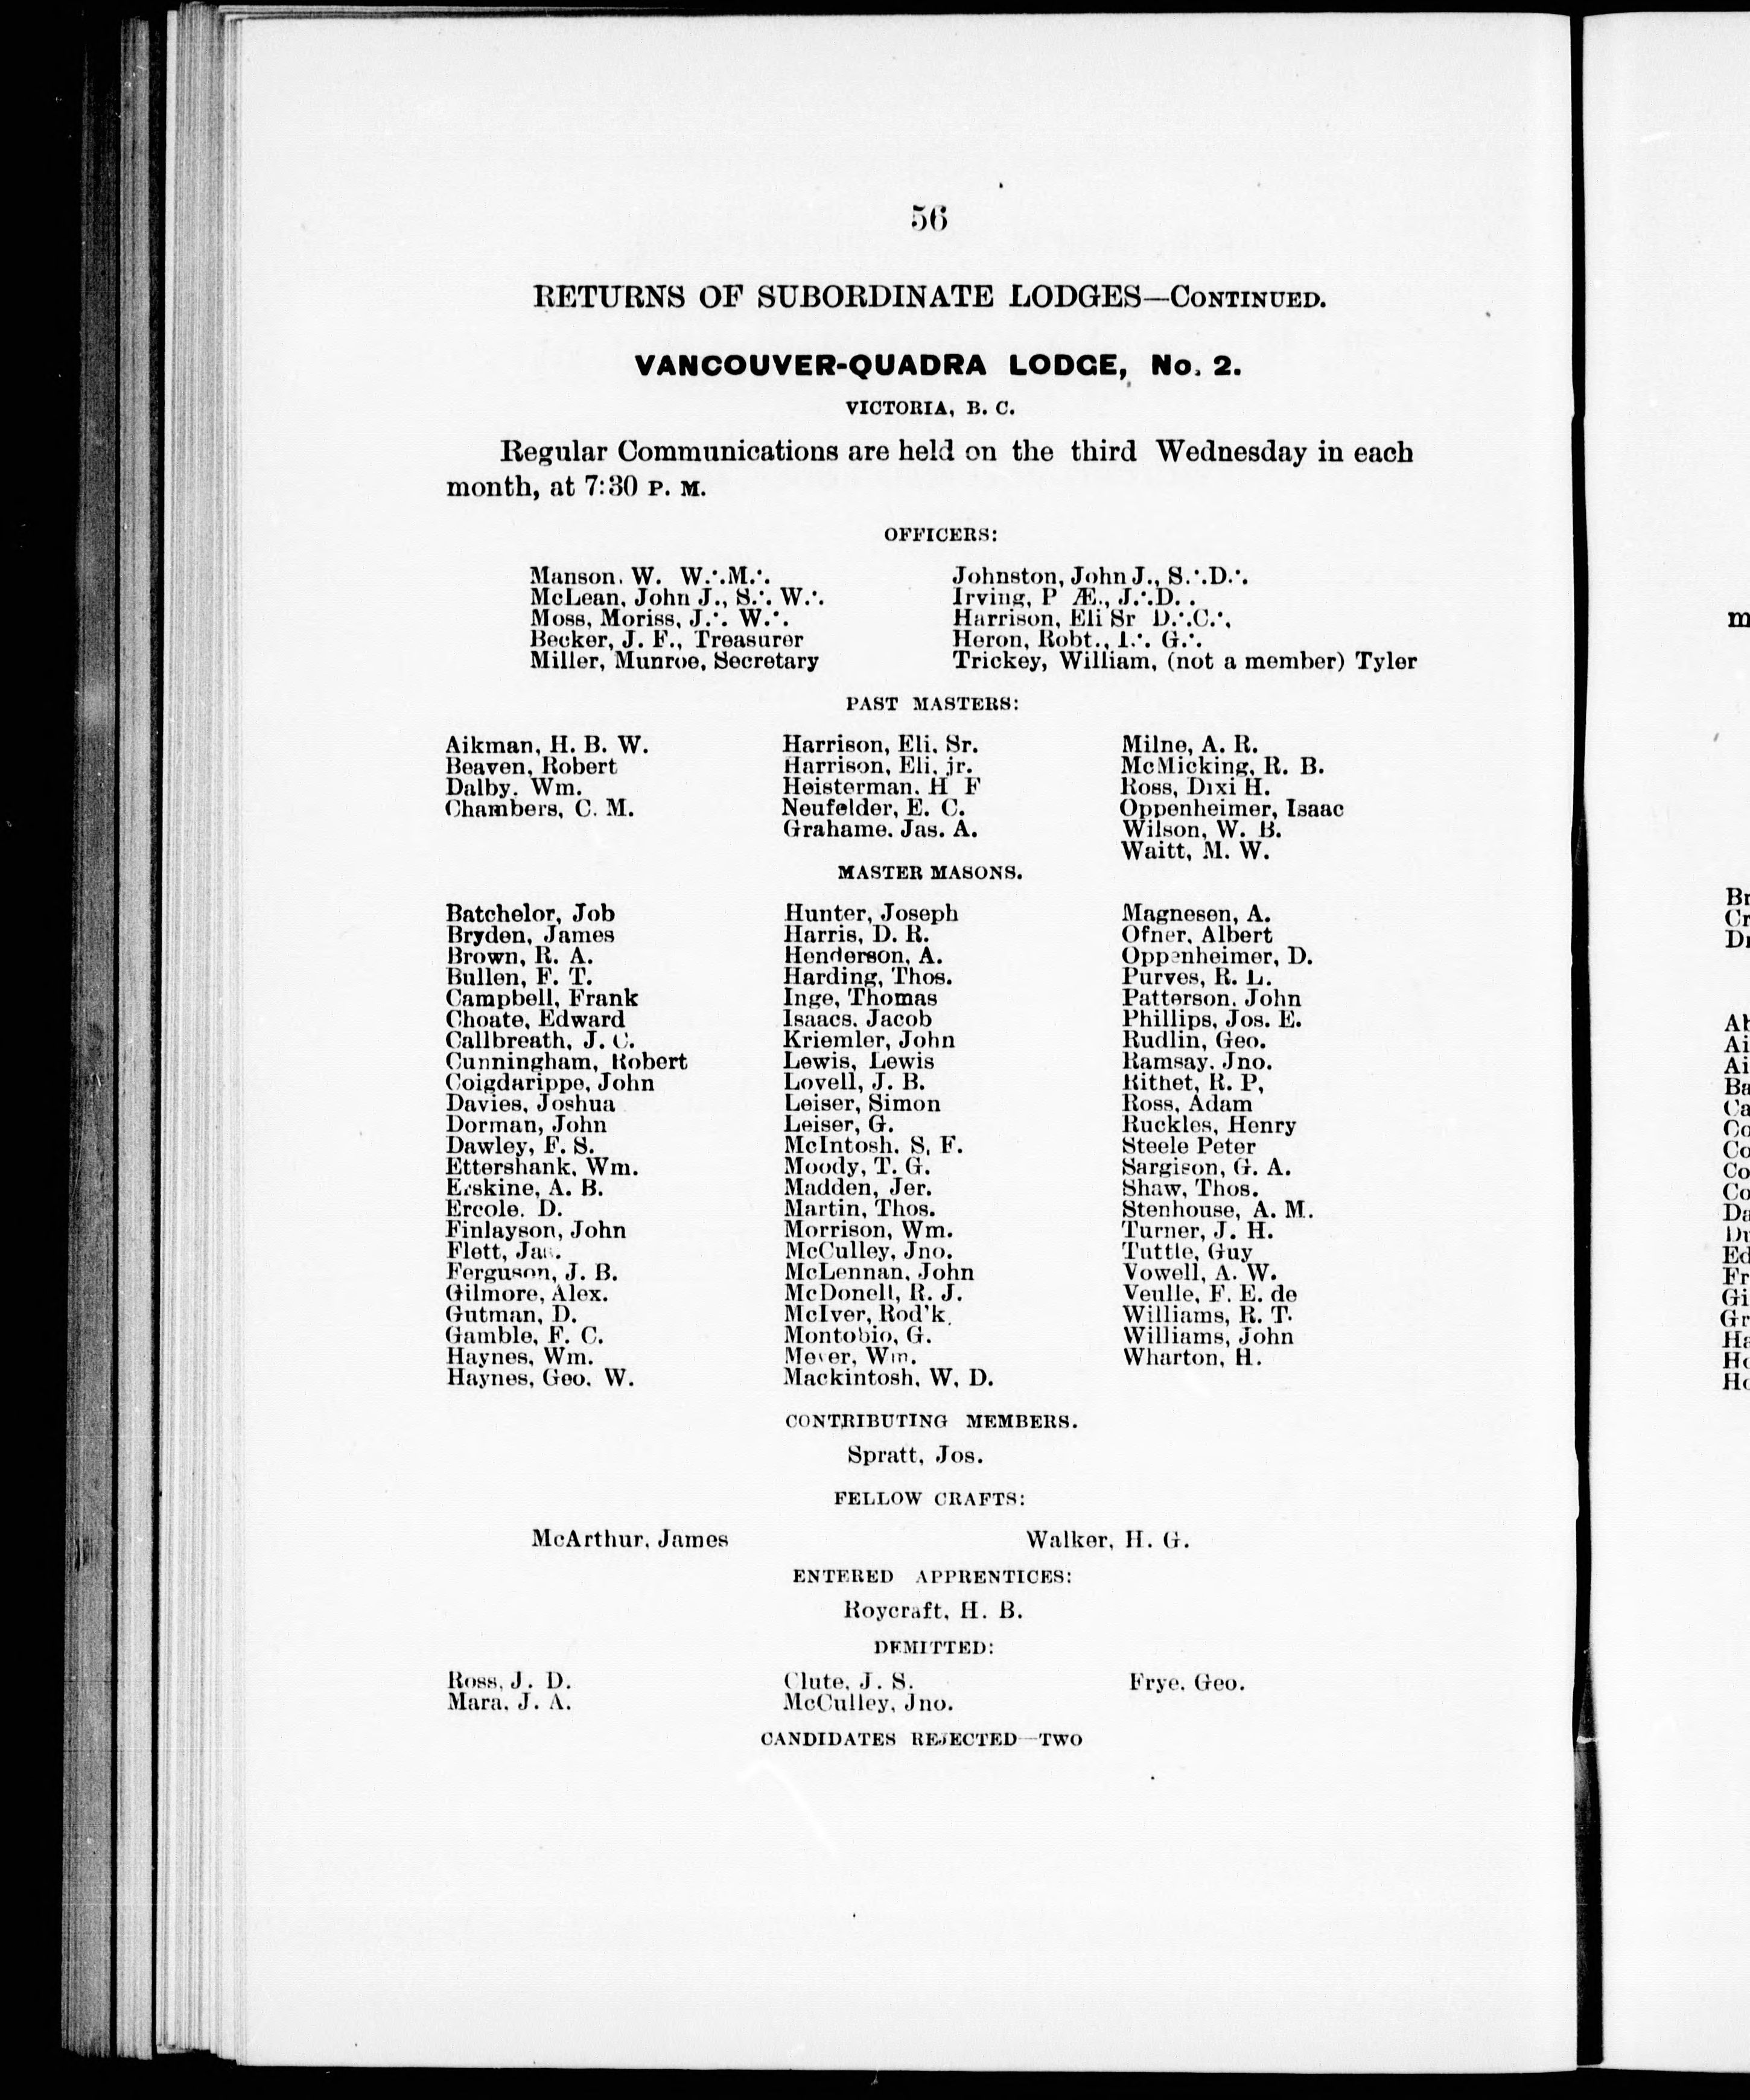 56
RETURNS OF SUBORDINATE LODGES—CONTINUED.
VANCOUVER-QUADRA LODGE, No. 2.
VICTORIA, B. C.
Regular Communications are held on the third Wednesday in each
month, at 7:30 P. M.
OFFICERS:
Manson. W. W∴M∴
McLean, John J., S∴ W∴
Moss, Moriss, J∴ W∴
Becker, J. F., Treasurer
Miller, Munroe, Secretary
Johnston, John J., S∴D∴
Irving, P Æ., J∴D. .
Harrison, Eli Sr D∴C∴
Heron, Robt., I∴ G∴
Trickey, William, (not a member) Tyler
PAST MASTERS:
Aikman, H. B. W.
Beaven, Robert
Dalby. Wm.
Chambers, C. M.
Harrison, Eli. Sr.
Harrison, Eli, jr.
Heisterman. H F
Neufelder, E. C.
Grahame. Jas. A.
Milne, A. R.
McMicking, R. B.
Ross, Dixi H.
Oppenheimer, Isaac
Wilson, W. B.
Waitt, M. W.
MASTER MASONS.
Batchelor, Job
Bryden, James
Brown, R. A.
Bullen, F. T.
Campbell, Frank
Choate, Edward
Callbreath, J. C.
Cunningham, Robert
Coigdarippe, John
Davies, Joshua
Dorman, John
Dawley, F. S.
Ettershank, Wm.
Erskine, A. B.
Ercole. D.
Finlayson, John
Flett, Jas.
Ferguson, J. B.
Gilmore, Alex.
Gutman, D.
Gamble, F. C.
Haynes, Wm.
Haynes, Geo. W.
Hunter, Joseph
Harris, D. R.
Henderson, A.
Harding, Thos.
Inge, Thomas
Isaacs, Jacob
Kriemler, John
Lewis, Lewis
Lovell, J. B.
Leiser, Simon
Leiser, G.
McIntosh. S. F.
Moody, T. G.
Madden, Jer.
Martin, Thos.
Morrison, Wm.
McCulley, Jno.
McLennan, John
McDonell, R. J.
McIver, Rod'k.
Montobio, G.
Wm.
Mackintosh, W. D.
Magnesen, A.
Ofner, Albert
Oppenheimer, D.
Purves, R. L.
Patterson. John
Phillips, Jos. E.
Rudlin, Geo.
Ramsay. Jno.
Rithet, R. P,
Ross, Adam
Ruckles, Henry
Steele Peter
Sargison, G. A.
Shaw, Thos.
Stenhouse, A. M.
Turner, J. H.
Tuttle, Guy
Vowell, A. W.
Veulle, F. E. de
Williams, R. T.
Williams, John
Wharton, H.
CONTRIBUTING MEMBERS.
Spratt, Jos.
FELLOW CRAFTS:
McArthur, James
Walker, H. G.
ENTERED APPRENTICES:
Roycraft, H. B.
DEMITTED:
Ross, J. D.
Mara, J. A.
Clute, J. S.
McCulley, Jno.
Frye. Geo.
CANDIDATES REJECTED—TWO